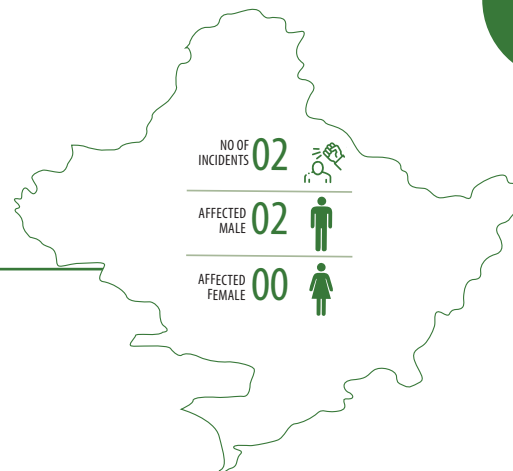 NO OF
INCIDENTS 02
AFFECTED
MALE 02
AFFECTED
FEMALE 00